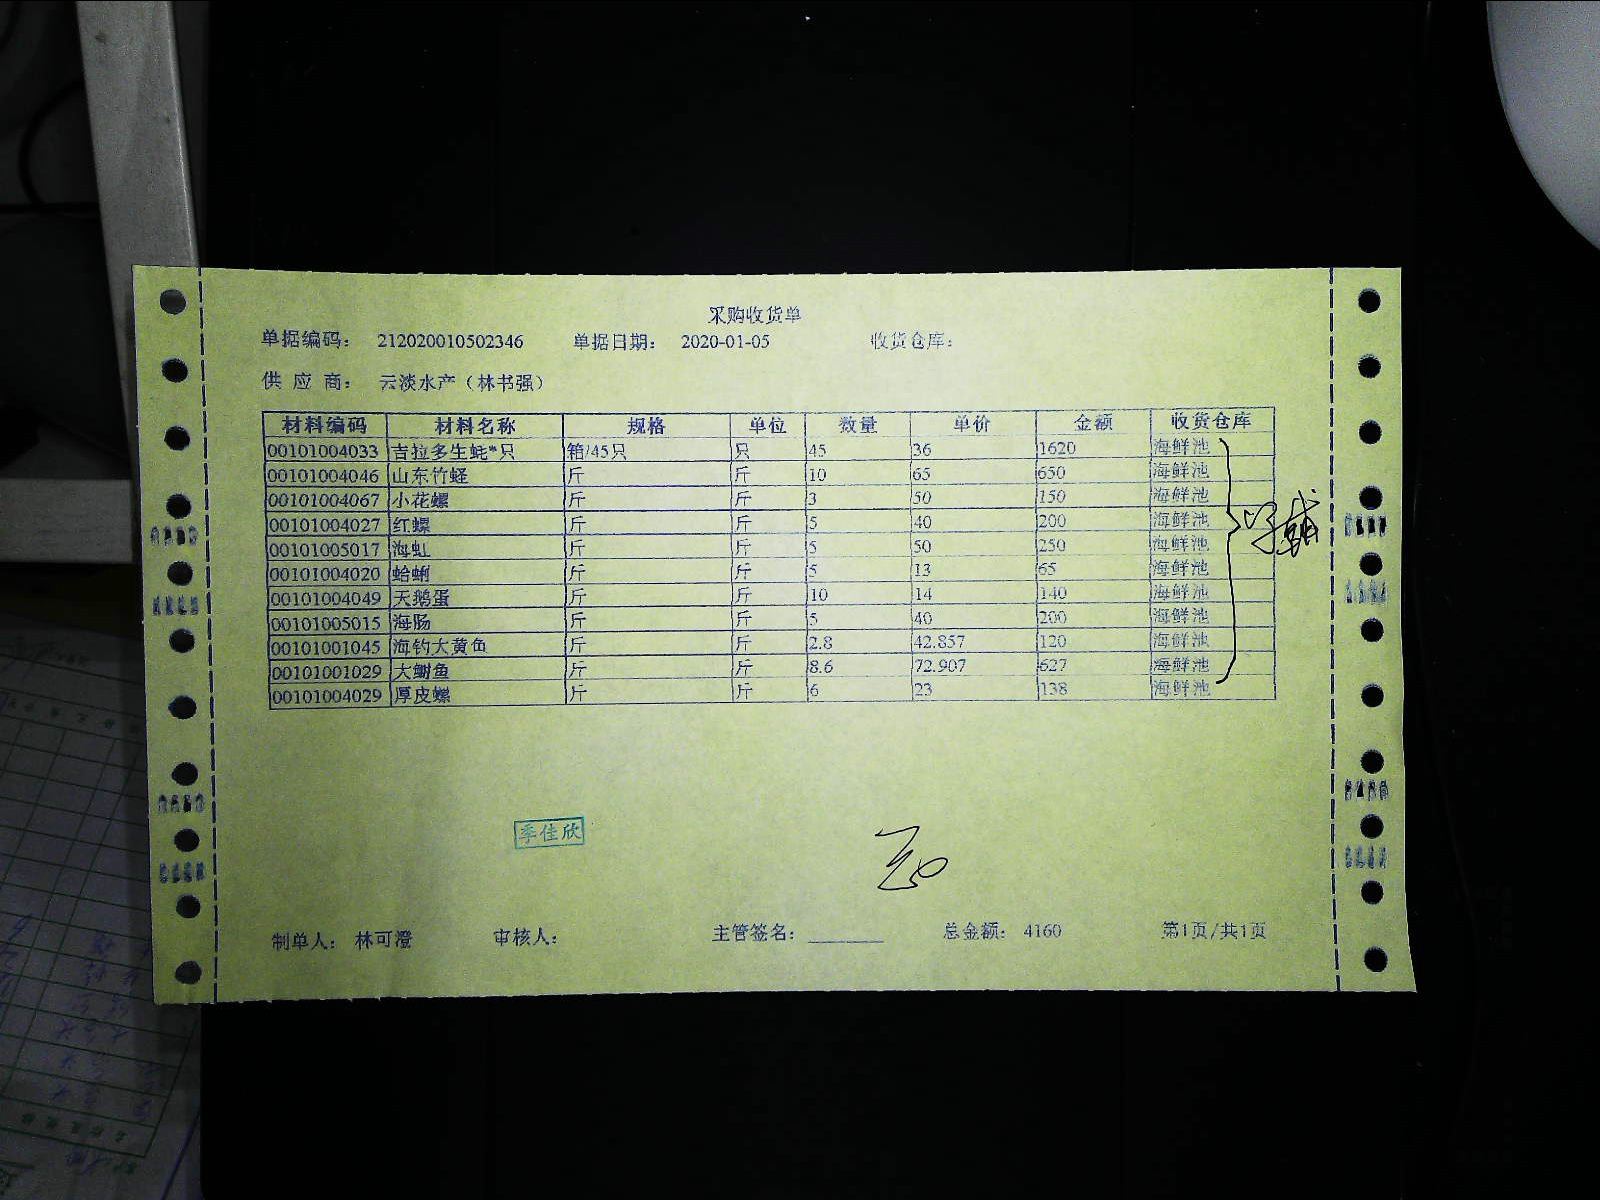 采购收货单
单据编码： 212020010502346 单据日期： 2020-01-05 收货仓库：
供 应 商： 云淡水产（林书强）
材料编码 材料名称 规格 单位 数量 单价 金额 收货仓库
00101004033 吉拉多生蚝*只 箱/45只 只 45 36 1620 海鲜池
00101004046 山东竹蛏 斤 斤 10 65 650 海鲜池
00101004067 小花螺 斤 斤 3 50 150 海鲜池
00101004027 红螺 斤 斤 5 40 200 海鲜池
00101005017 海虹 斤 斤 5 50 250 海鲜池
00101004020 蛤蜊 斤 斤 5 13 65 海鲜池
00101004049 天鹅蛋 斤 斤 10 14 140 海鲜池
00101005015 海肠 斤 斤 5 40 200 海鲜池
00101001045 海钓大黄鱼 斤 斤 2.8 42.857 120 海鲜池
00101001029 大鲥鱼 斤 斤 8.6 72.907 627 海鲜池
00101004029 厚皮螺 斤 斤 6 23 138 海鲜池
季佳欣
制单人： 林可澄 审核人： 主管签名： 总金额： 4160 第1页/共1页